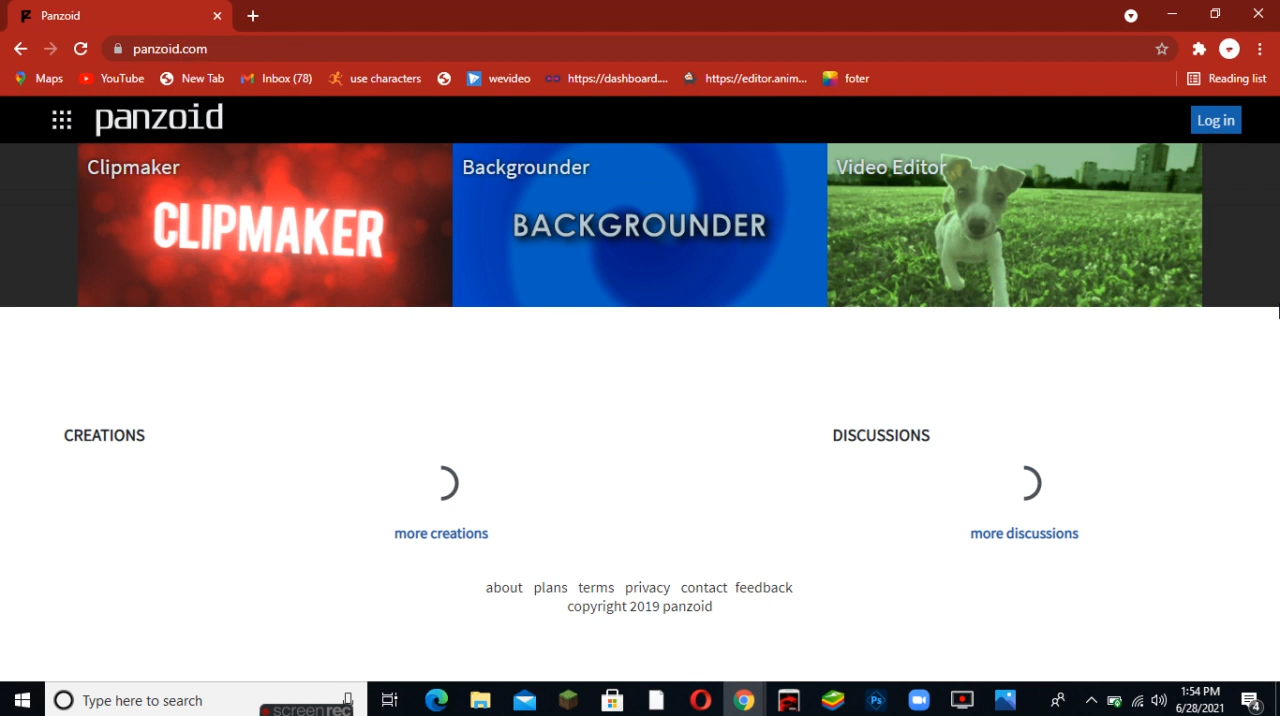 Panzoid
panzoid.com
Maps YouTube New Tab Inbox (78) use characters wevideo https://dashboard.... https://editor.anim... foter Reading list
panzoid Log in
Clipmaker Backgrounder Video Editor
CLIPMAKER BACKGROUNDER
CREATIONS DISCUSSIONS
more creations more discussions
about plans terms privacy contact feedback
copyright 2019 panzoid
Type here to search
screenrec
Ps
1:54 PM
6/28/2021
4